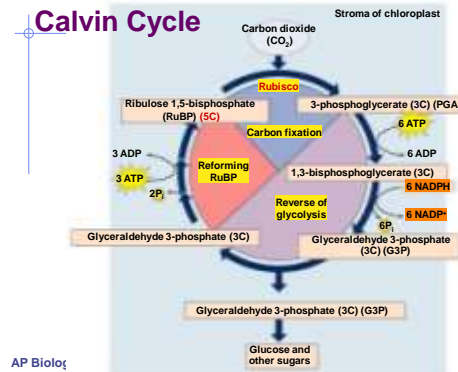 Calvin Cycle
Stroma of chloroplast
Carbon dioxide
(CO₂)
Rubisco
Ribulose 1,5-bisphosphate
(RuBP) (5C)
3-phosphoglycerate (3C) (PGA
Carbon fixation
6 ATP
6 ADP
3 ADP
3 ATP
2Pᵢ
Reforming
RuBP
1,3-bisphosphoglycerate (3C)
6 NADPH
Reverse of
glycolysis
6 NADP⁺
6Pᵢ
Glyceraldehyde 3-phosphate (3C)
Glyceraldehyde 3-phosphate
(3C) (G3P)
Glyceraldehyde 3-phosphate (3C) (G3P)
Glucose and
other sugars
AP Biolog